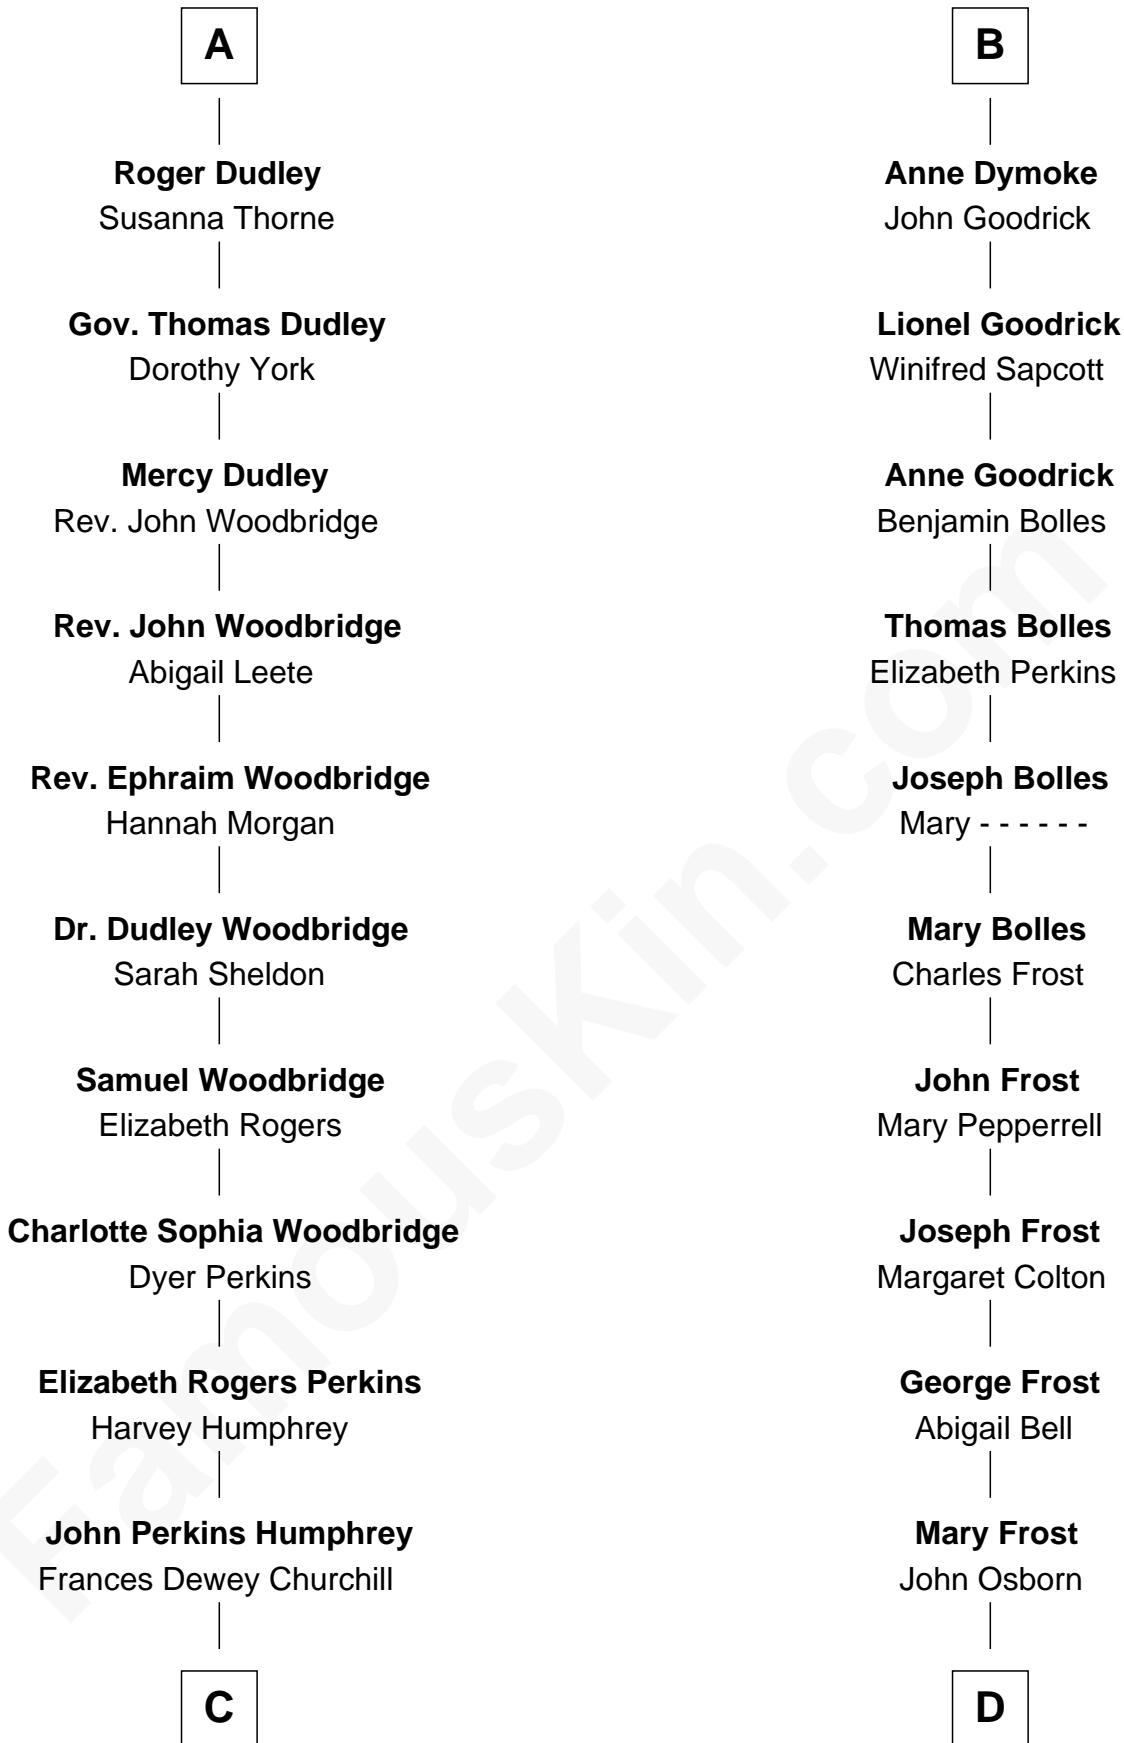 A
Roger Dudley
Susanna Thorne
Gov. Thomas Dudley
Dorothy York
Mercy Dudley
Rev. John Woodbridge
Rev. John Woodbridge
Abigail Leete
Rev. Ephraim Woodbridge
Hannah Morgan
Dr. Dudley Woodbridge
Sarah Sheldon
Samuel Woodbridge
Elizabeth Rogers
Charlotte Sophia Woodbridge
Dyer Perkins
Elizabeth Rogers Perkins
Harvey Humphrey
John Perkins Humphrey
Frances Dewey Churchill
C
B
Anne Dymoke
John Goodrick
Lionel Goodrick
Winifred Sapcott
Anne Goodrick
Benjamin Bolles
Thomas Bolles
Elizabeth Perkins
Joseph Bolles
Mary - - - - - -
Mary Bolles
Charles Frost
John Frost
Mary Pepperrell
Joseph Frost
Margaret Colton
George Frost
Abigail Bell
Mary Frost
John Osborn
D
FamousKin.com